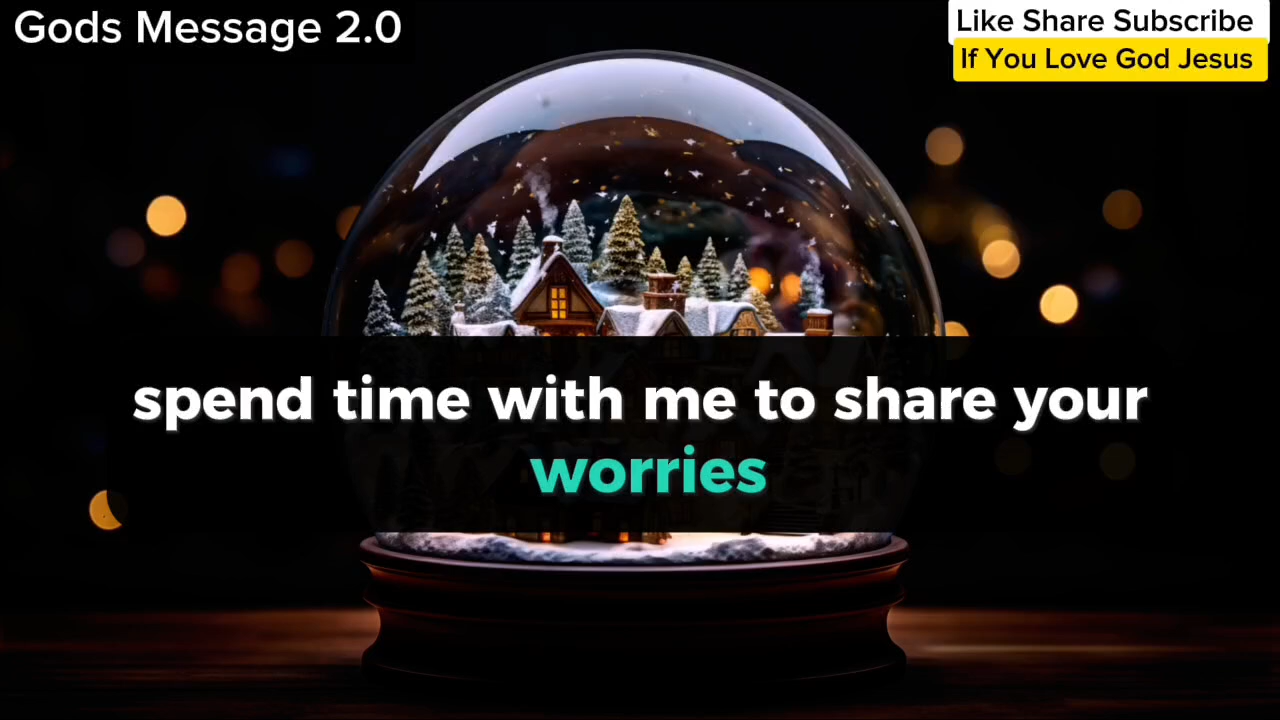 Gods Message 2.0
Like Share Subscribe
If You Love God Jesus
spend time with me to share your
worries